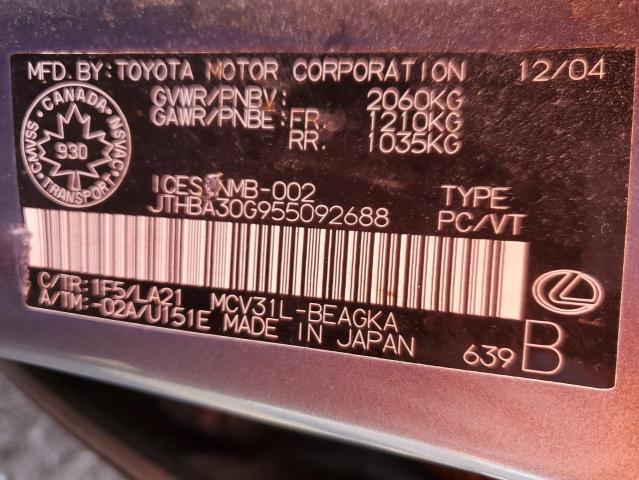 MFD.BY: TOYOTA MOTOR CORPORATION 12/04
GVWR/PNBV: 2060KG
GAWR/PNBE: FR. 1210KG
RR. 1035KG
CANADA
CMVSS NSVAC
930
TRANSPORT
ICES NMB-002
TYPE
JTHBA30G955092688
PC/VT
C/TR:1F5/LA21
A/TM:-02A/U151E
MCV31L-BEAGKA
MADE IN JAPAN
639 B